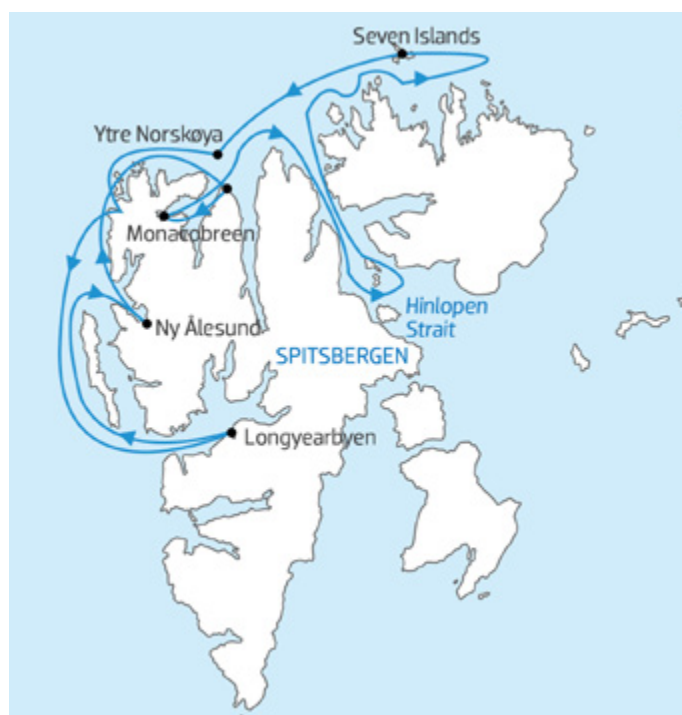 Seven Islands
Ytre Norskøya
Monacobreen
Hinlopen
Strait
Ny Ålesund
SPITSBERGEN
Longyearbyen